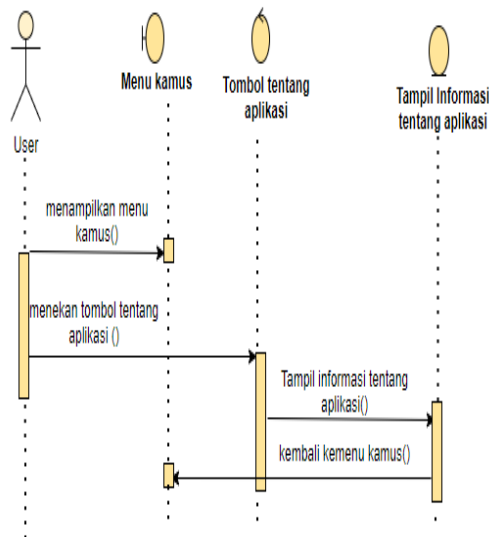 User
Menu kamus
Tombol tentang
aplikasi
Tampil Informasi
tentang aplikasi
menampilkan menu
kamus()
menekan tombol tentang
aplikasi ()
Tampil informasi tentang
aplikasi()
kembali kemenu kamus()